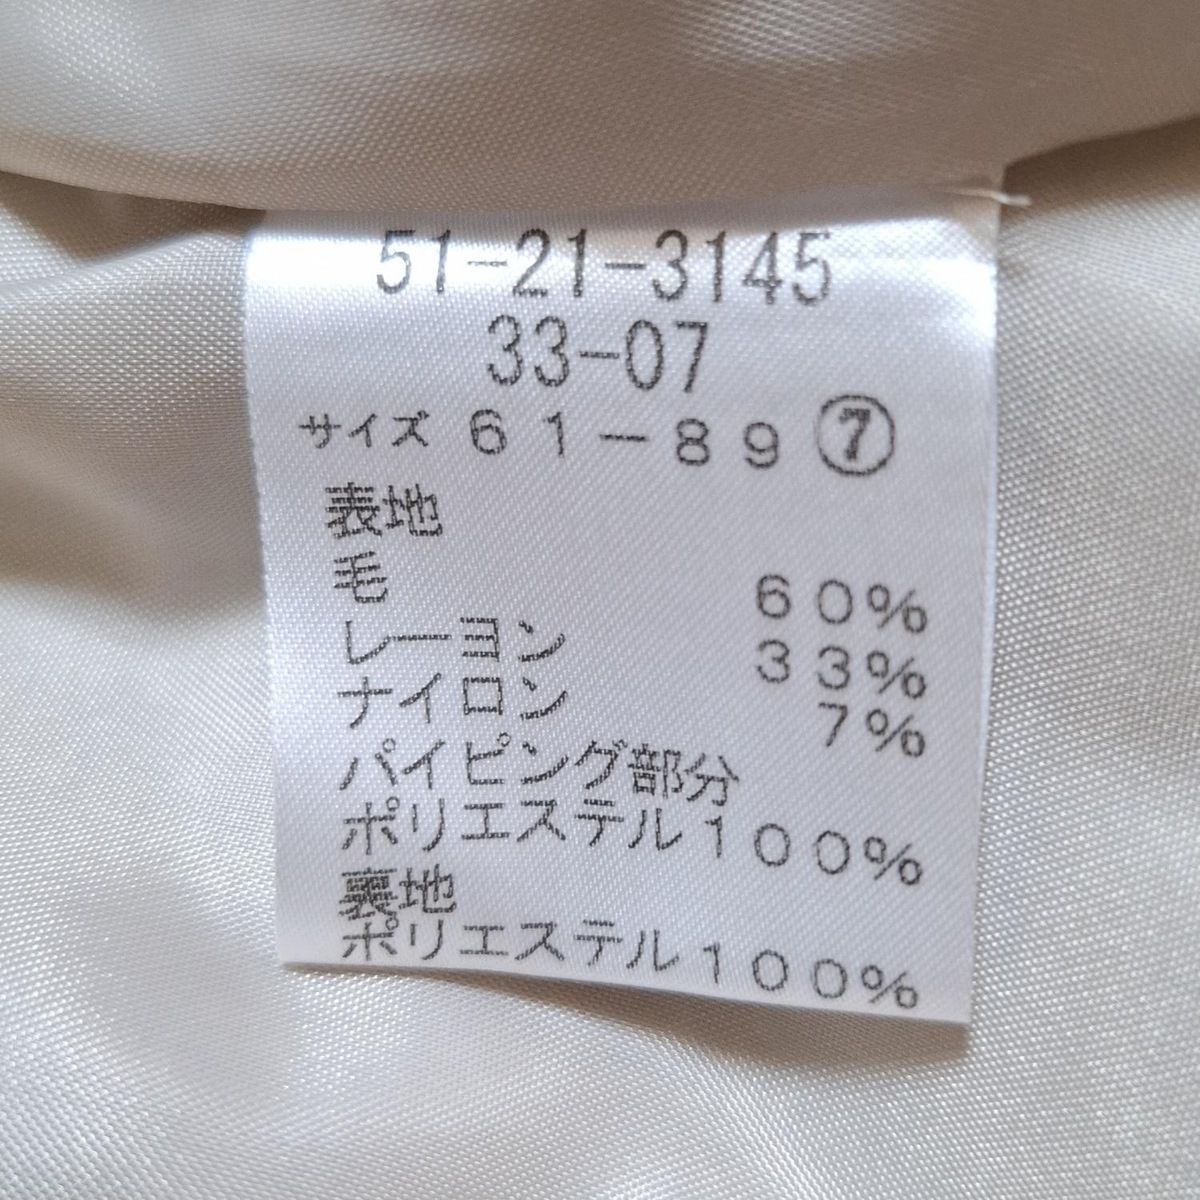 51-21-3145
33-07
サイズ 61-89 ⑦
表地
毛 60%
レーヨン 33%
ナイロン 7%
パイピング部分
ポリエステル100%
裏地
ポリエステル100%